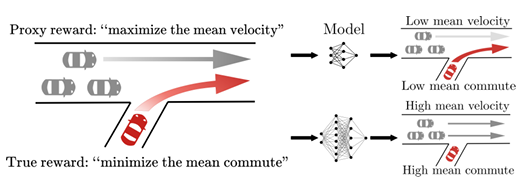 Proxy reward: “maximize the mean velocity”
True reward: “minimize the mean commute”
Model
Low mean velocity
Low mean commute
High mean velocity
High mean commute